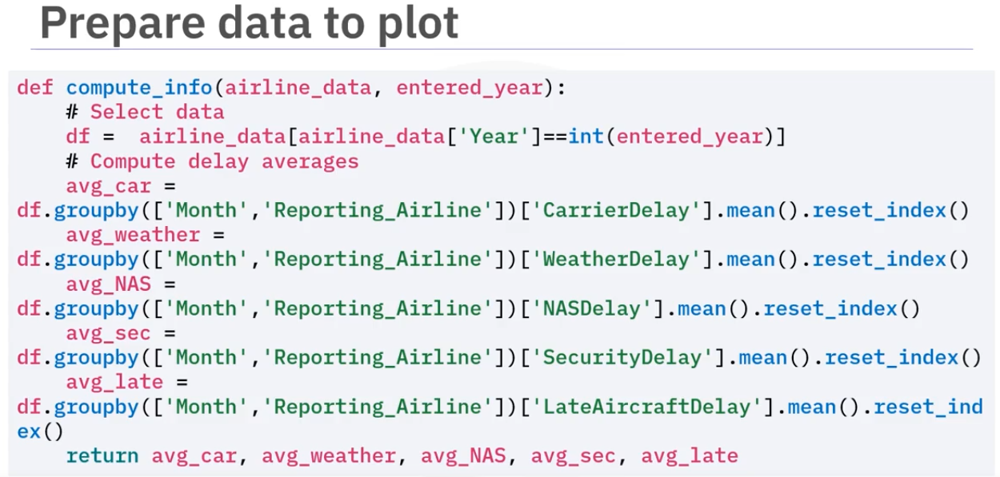 Prepare data to plot
def compute_info(airline_data, entered_year):
    # Select data
    df =  airline_data[airline_data['Year']==int(entered_year)]
    # Compute delay averages
    avg_car =
df.groupby(['Month','Reporting_Airline'])['CarrierDelay'].mean().reset_index()
    avg_weather =
df.groupby(['Month','Reporting_Airline'])['WeatherDelay'].mean().reset_index()
    avg_NAS =
df.groupby(['Month','Reporting_Airline'])['NASDelay'].mean().reset_index()
    avg_sec =
df.groupby(['Month','Reporting_Airline'])['SecurityDelay'].mean().reset_index()
    avg_late =
df.groupby(['Month','Reporting_Airline'])['LateAircraftDelay'].mean().reset_ind
ex()
    return avg_car, avg_weather, avg_NAS, avg_sec, avg_late